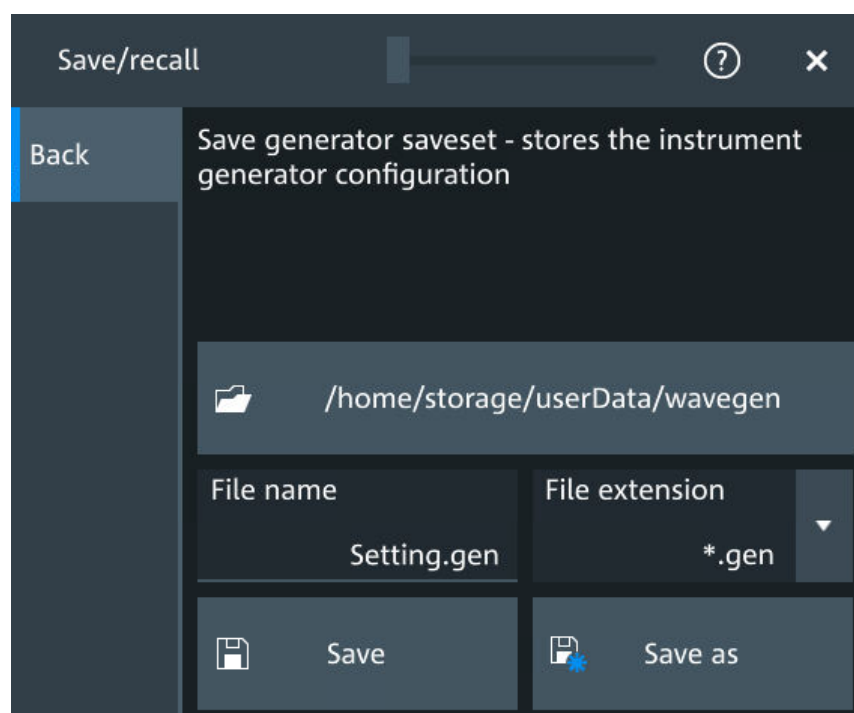 Save/recall
?
Back
Save generator saveset - stores the instrument
generator configuration
/home/storage/userData/wavegen
File name
File extension
Setting.gen
*.gen
Save
Save as